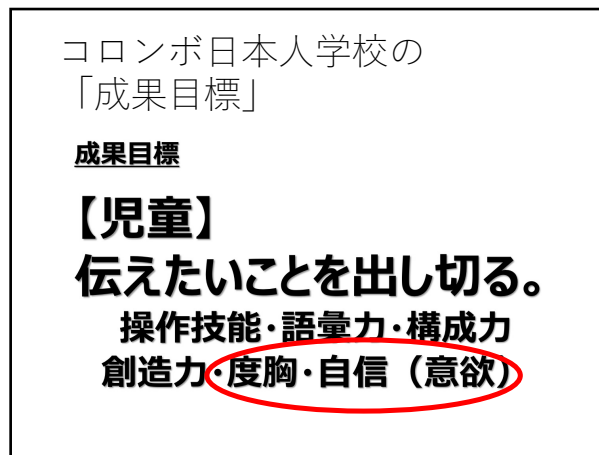 コロンボ日本人学校の
「成果目標」
成果目標
【児童】
伝えたいことを出し切る。
操作技能･語彙力･構成力
創造力･度胸･自信（意欲）